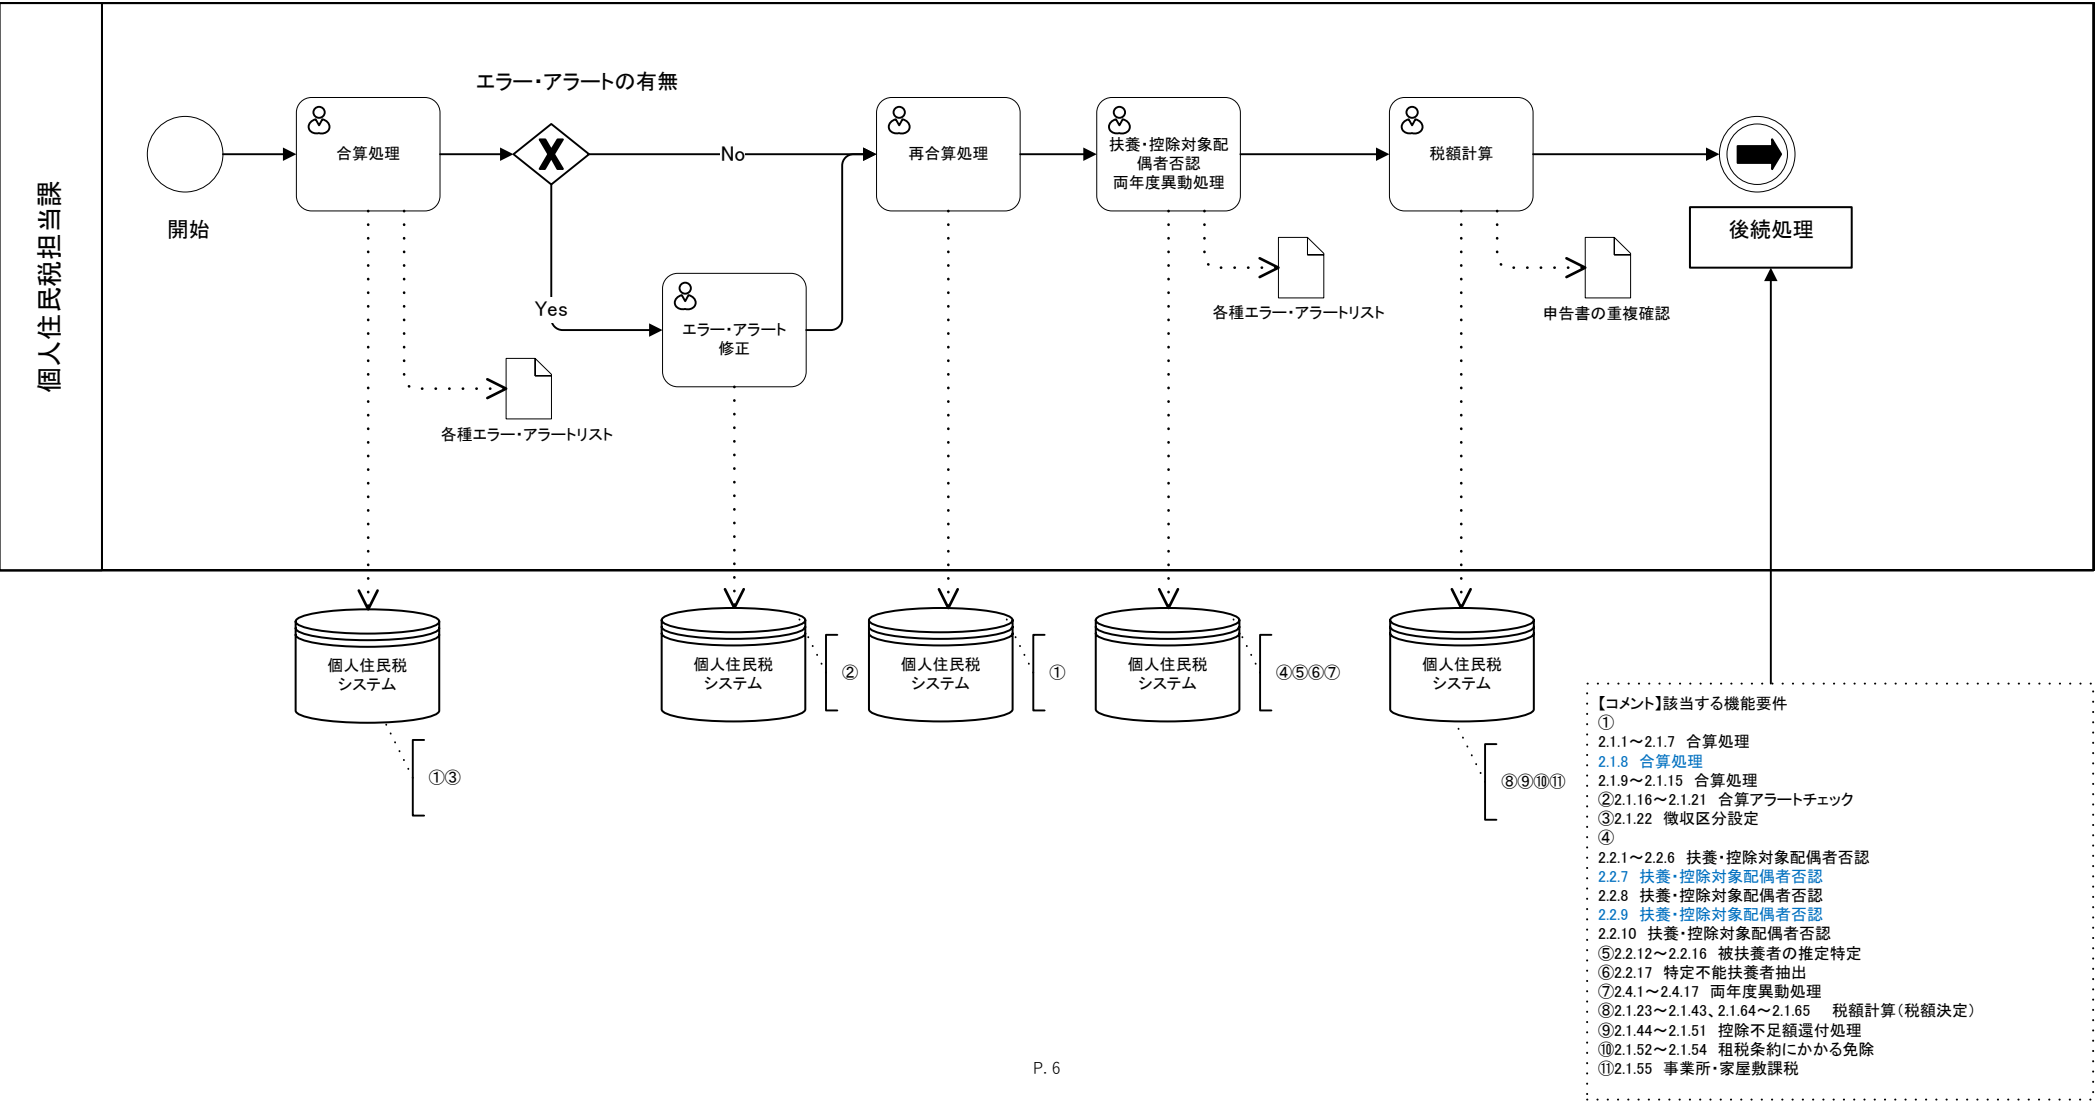 個人住民税担当課
エラー・アラートの有無
開始
合算処理
No
Yes
エラー・アラート
修正
再合算処理
扶養・控除対象配
偶者否認
両年度異動処理
税額計算
後続処理
各種エラー・アラートリスト
各種エラー・アラートリスト
申告書の重複確認
個人住民税
システム
①③
個人住民税
システム
②
個人住民税
システム
①
個人住民税
システム
④⑤⑥⑦
個人住民税
システム
⑧⑨⑩⑪
【コメント】該当する機能要件
①
2.1.1～2.1.7 合算処理
2.1.8 合算処理
2.1.9～2.1.15 合算処理
②2.1.16～2.1.21 合算アラートチェック
③2.1.22 徴収区分設定
④
2.2.1～2.2.6 扶養・控除対象配偶者否認
2.2.7 扶養・控除対象配偶者否認
2.2.8 扶養・控除対象配偶者否認
2.2.9 扶養・控除対象配偶者否認
2.2.10 扶養・控除対象配偶者否認
⑤2.2.12～2.2.16 被扶養者の推定特定
⑥2.2.17 特定不能扶養者抽出
⑦2.4.1～2.4.17 両年度異動処理
⑧2.1.23～2.1.43、2.1.64～2.1.65 税額計算（税額決定）
⑨2.1.44～2.1.51 控除不足額還付処理
⑩2.1.52～2.1.54 租税条約にかかる免除
⑪2.1.55 事業所・家屋敷課税
P. 6